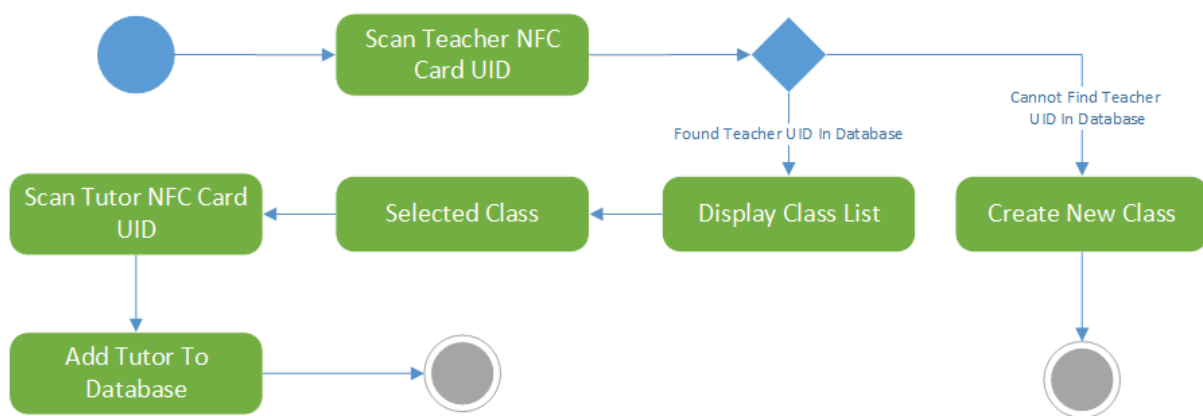 Scan Teacher NFC
Card UID
Cannot Find Teacher
UID In Database
Found Teacher UID In Database
Scan Tutor NFC Card
UID
Selected Class
Display Class List
Create New Class
Add Tutor To
Database